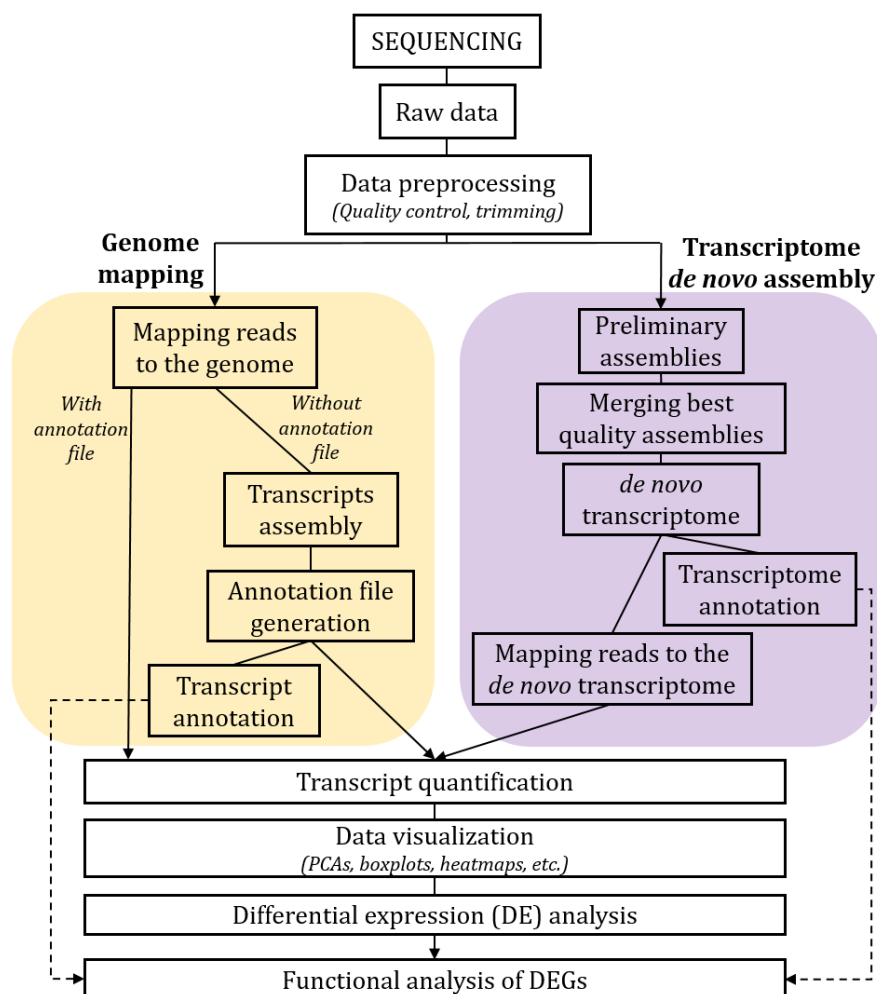 SEQUENCING
Raw data
Data preprocessing
(Quality control, trimming)
Genome
mapping
Transcriptome
de novo assembly
Mapping reads
to the genome
With
annotation
file
Without
annotation
file
Transcripts
assembly
Annotation file
generation
Transcript
annotation
Preliminary
assemblies
Merging best
quality assemblies
de novo
transcriptome
Transcriptome
annotation
Mapping reads to the
de novo transcriptome
Transcript quantification
Data visualization
(PCAs, boxplots, heatmaps, etc.)
Differential expression (DE) analysis
Functional analysis of DEGs